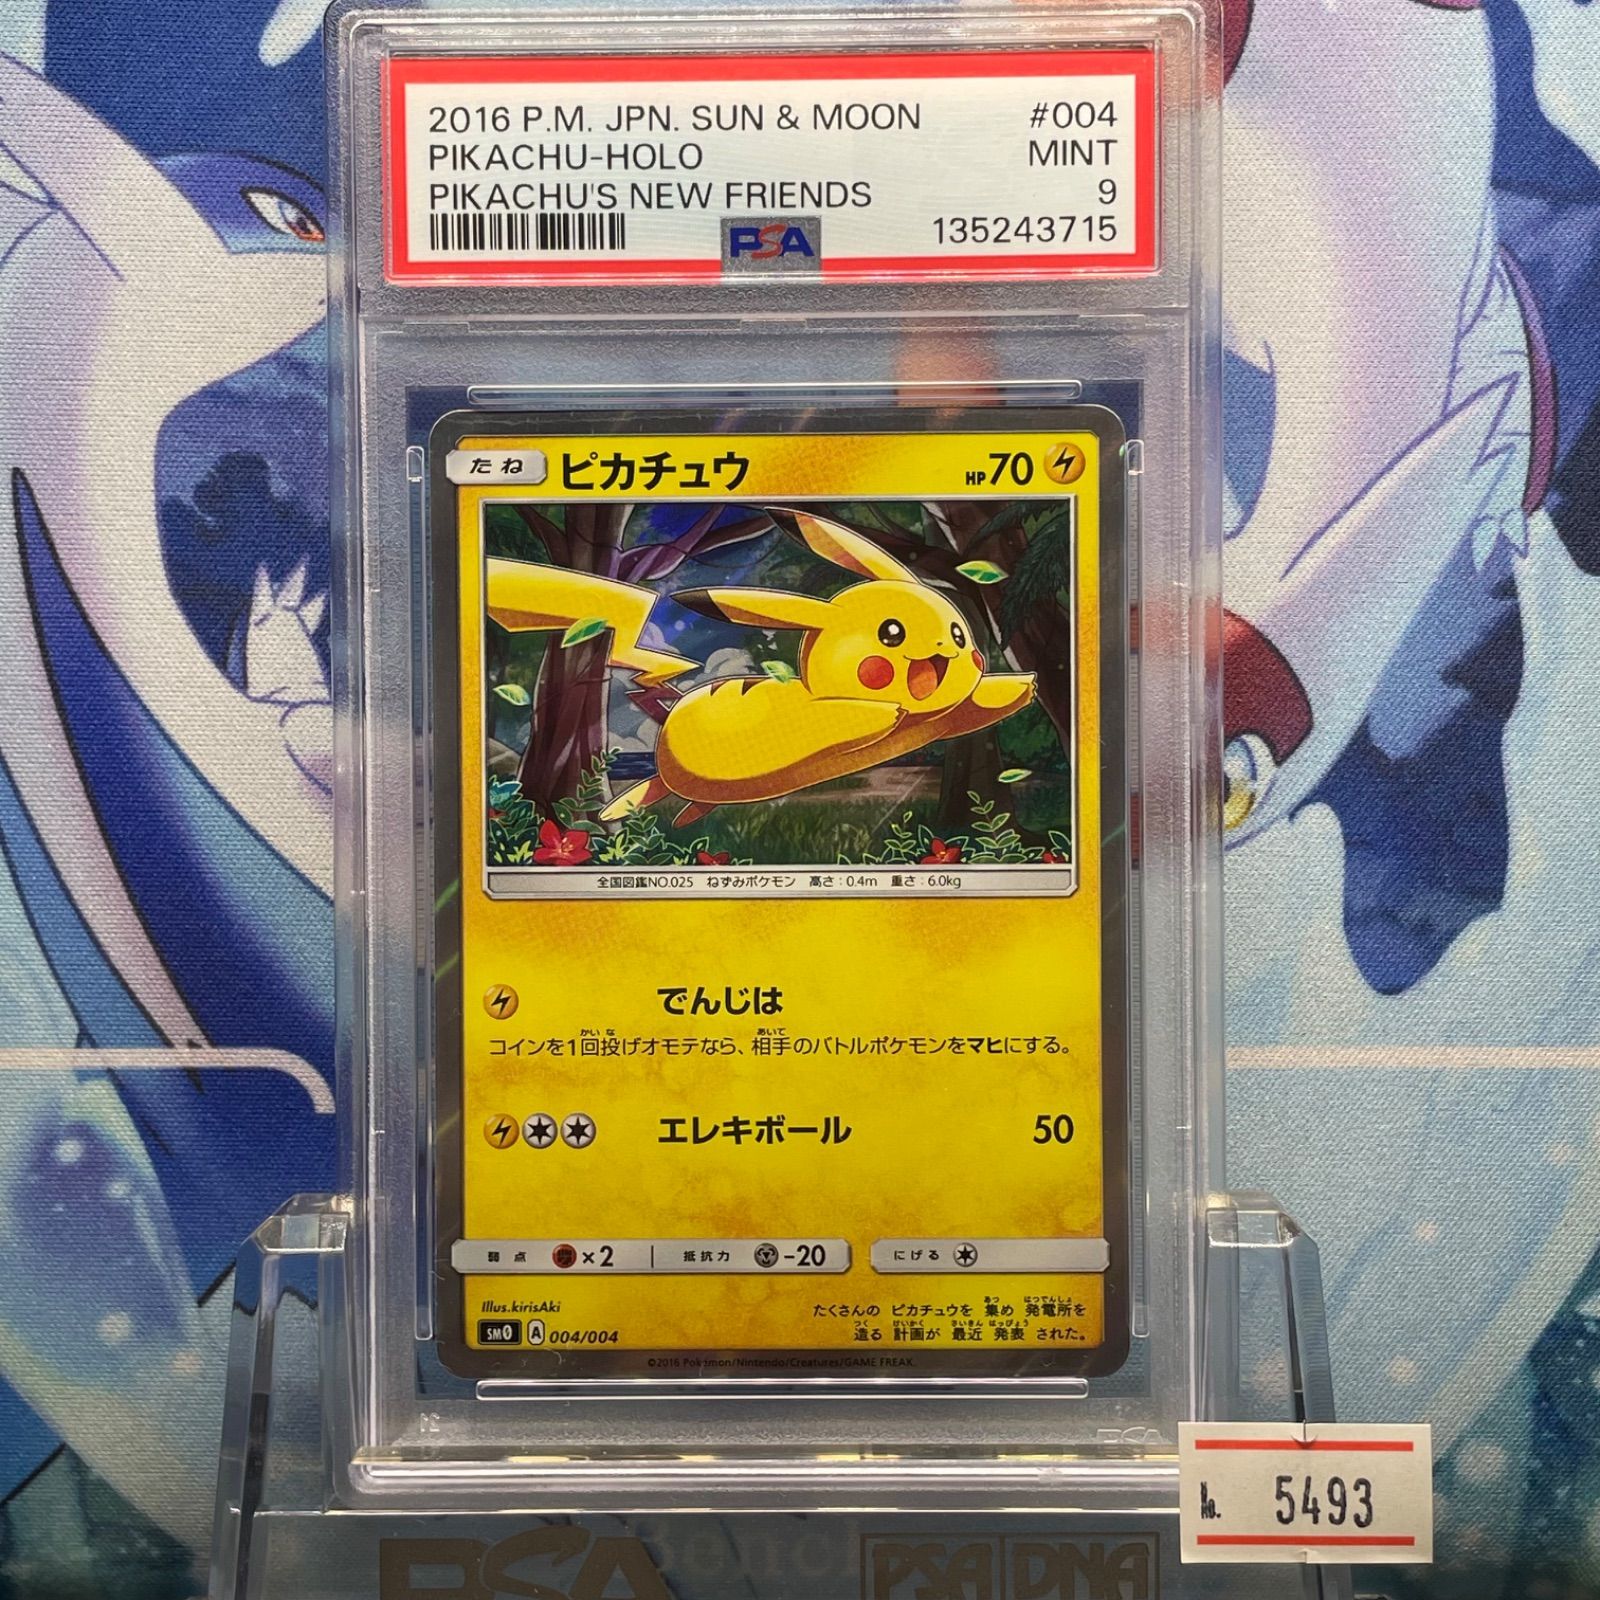 2016 P.M. JPN. SUN & MOON #004
PIKACHU-HOLO MINT
PIKACHU'S NEW FRIENDS 9
PSA 135243715
たね ピカチュウ HP70
全国図鑑NO.025 ねずみポケモン 高さ:0.4m 重さ:6.0kg
でんじは
コインを1回投げオモテなら、相手のバトルポケモンをマヒにする。
エレキボール 50
弱点 ×2 抵抗力 -20 にげる
Illus.kirisAki
たくさんの ピカチュウを 集め 発電所を
造る 計画が 最近 発表 された。
SM0 A 004/004
©2016 Pokémon/Nintendo/Creatures/GAME FREAK.
PSA
No. 5493
PSA PSA DNA